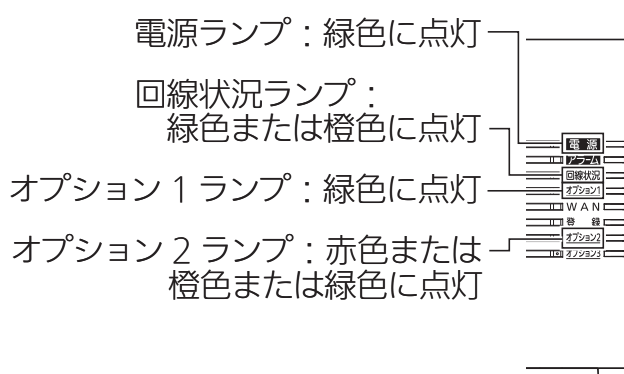 電源ランプ：緑色に点灯
回線状況ランプ：
緑色または橙色に点灯
オプション 1 ランプ：緑色に点灯
オプション 2 ランプ：赤色または
橙色または緑色に点灯
電 源
アラーム
回線状況
オプション1
WAN
登 録
オプション2
オプション3